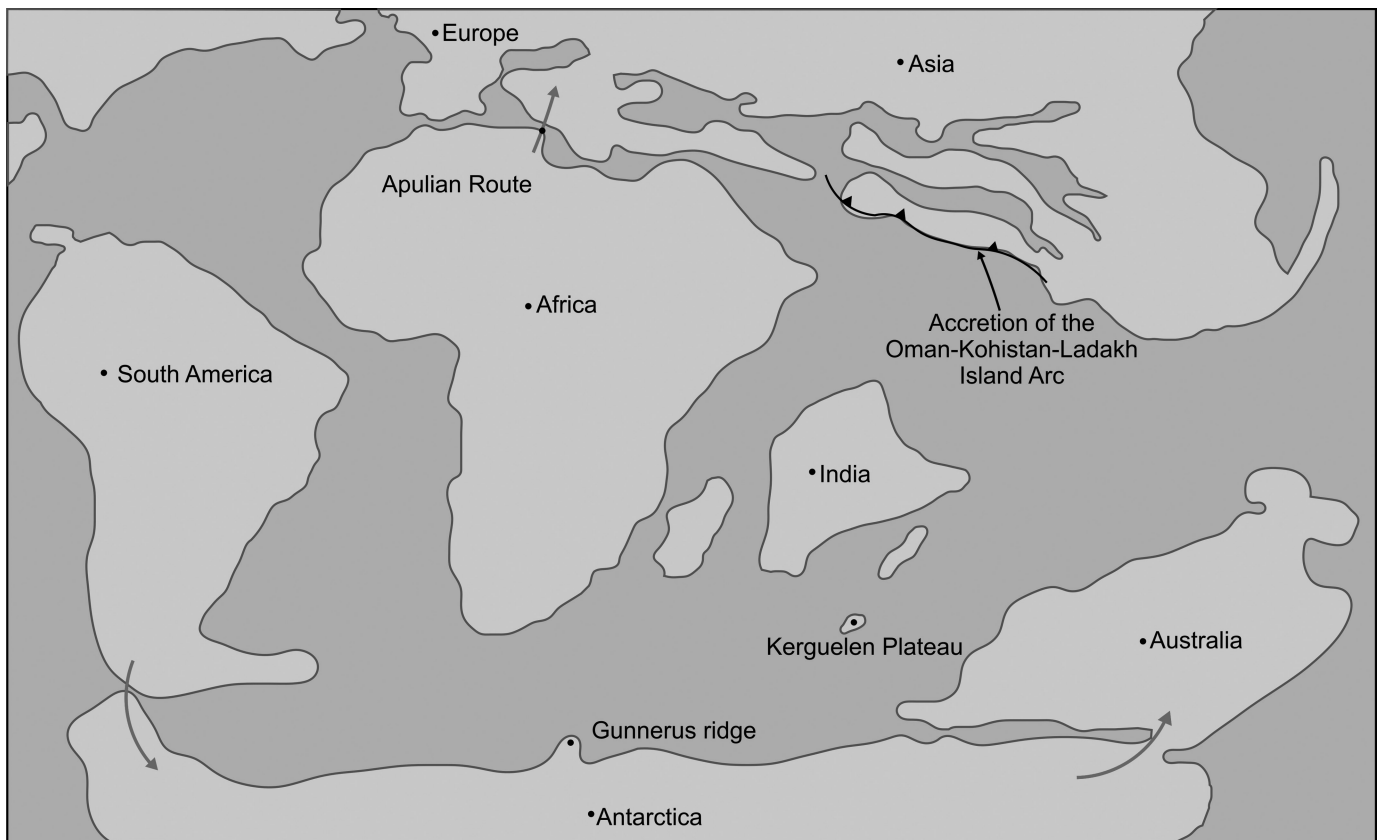 Europe
Asia
Apulian Route
Africa
Accretion of the
Oman-Kohistan-Ladakh
Island Arc
South America
India
Kerguelen Plateau
Australia
Gunnerus ridge
Antarctica